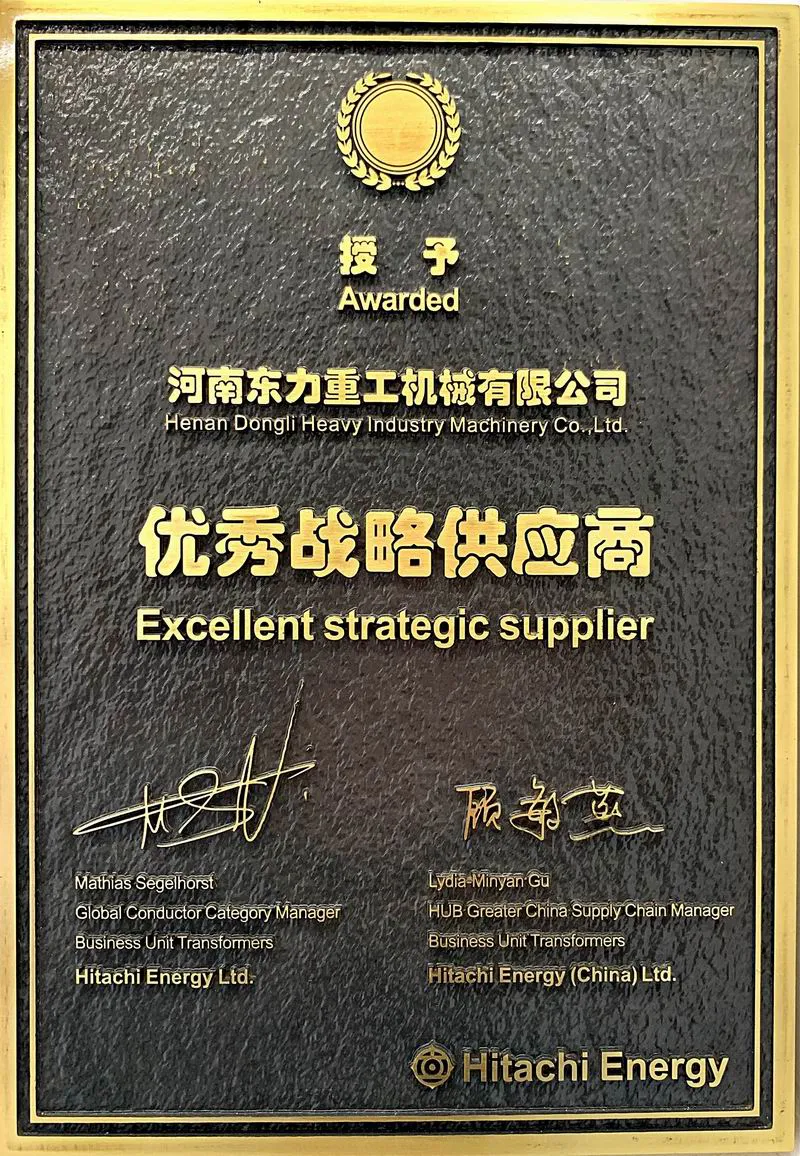 授 予
Awarded
河南东力重工机械有限公司
Henan Dongli Heavy Industry Machinery Co.,Ltd.
优秀战略供应商
Excellent strategic supplier
顾敏燕
Mathias Segelhorst
Global Conductor Category Manager
Business Unit Transformers
Hitachi Energy Ltd.
Lydia-Minyan Gu
HUB Greater China Supply Chain Manager
Business Unit Transformers
Hitachi Energy (China) Ltd.
Hitachi Energy